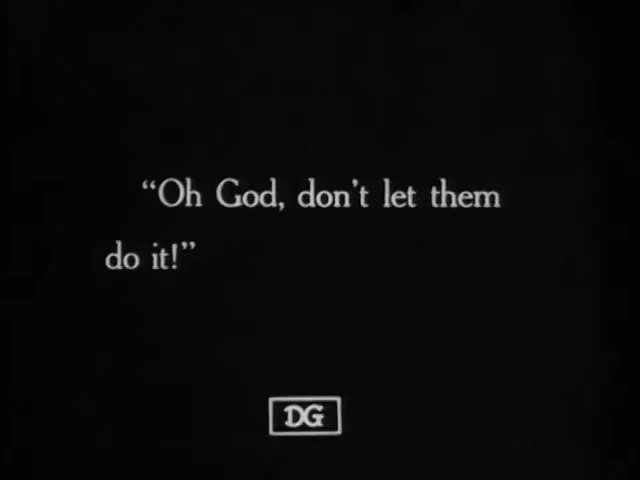 “Oh God, don't let them
do it!”
DG